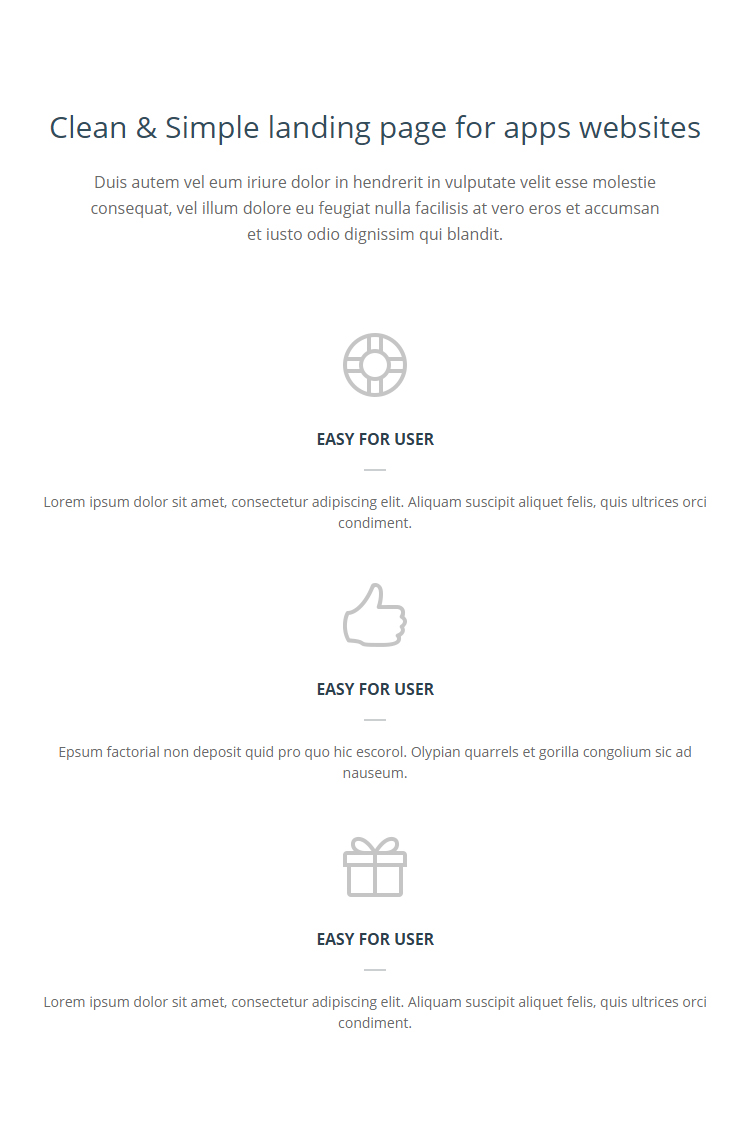 Clean & Simple landing page for apps websites
Duis autem vel eum iriure dolor in hendrerit in vulputate velit esse molestie
consequat, vel illum dolore eu feugiat nulla facilisis at vero eros et accumsan
et iusto odio dignissim qui blandit.
EASY FOR USER
Lorem ipsum dolor sit amet, consectetur adipiscing elit. Aliquam suscipit aliquet felis, quis ultrices orci
condiment.
EASY FOR USER
Epsum factorial non deposit quid pro quo hic escorol. Olypian quarrels et gorilla congolium sic ad
nauseum.
EASY FOR USER
Lorem ipsum dolor sit amet, consectetur adipiscing elit. Aliquam suscipit aliquet felis, quis ultrices orci
condiment.